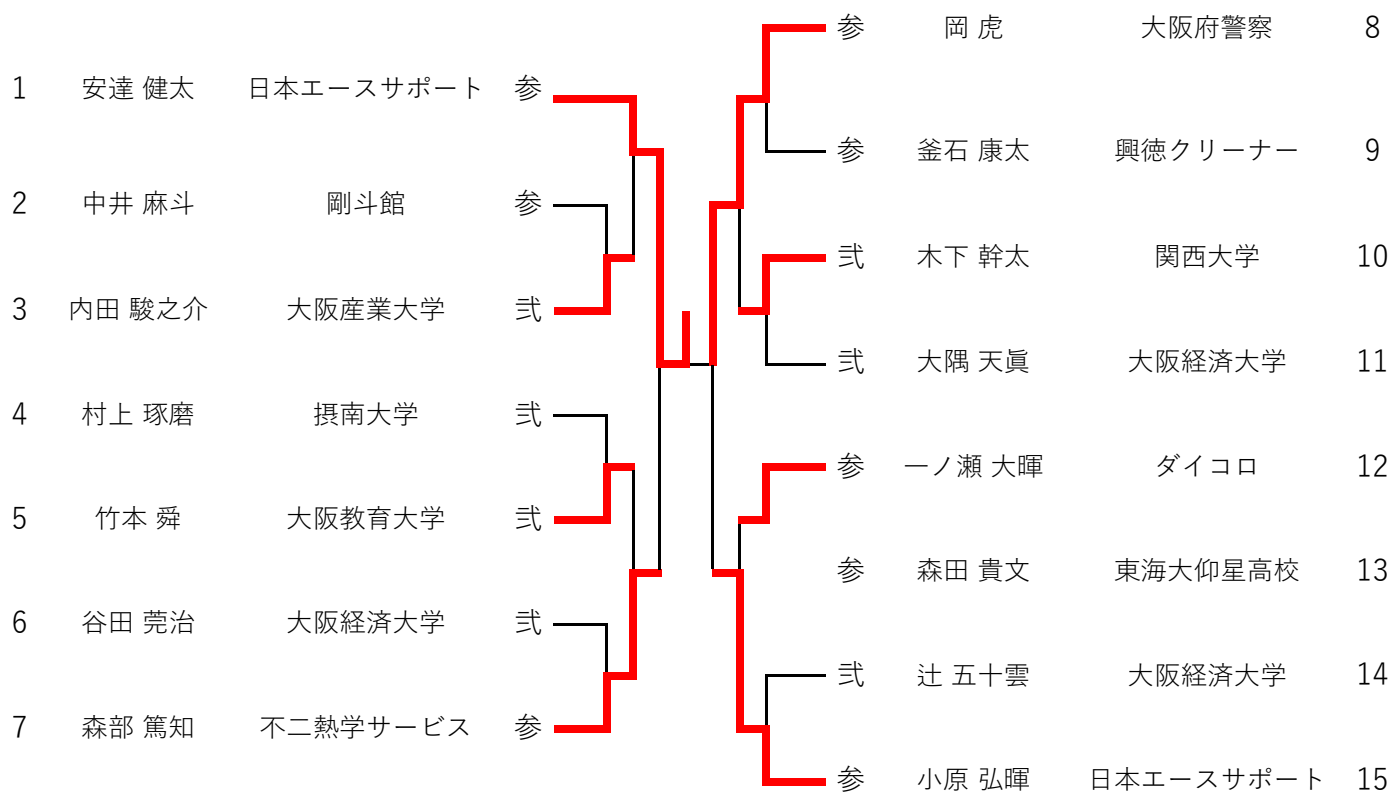 1 安達 健太 日本エースサポート 参
2 中井 麻斗 剛斗館 参
3 内田 駿之介 大阪産業大学 弐
4 村上 琢磨 摂南大学 弐
5 竹本 舜 大阪教育大学 弐
6 谷田 莞治 大阪経済大学 弐
7 森部 篤知 不二熱学サービス 参
参 岡 虎 大阪府警察 8
参 釜石 康太 興徳クリーナー 9
弐 木下 幹太 関西大学 10
弐 大隅 天眞 大阪経済大学 11
参 一ノ瀬 大暉 ダイコロ 12
参 森田 貴文 東海大仰星高校 13
弐 辻 五十雲 大阪経済大学 14
参 小原 弘暉 日本エースサポート 15